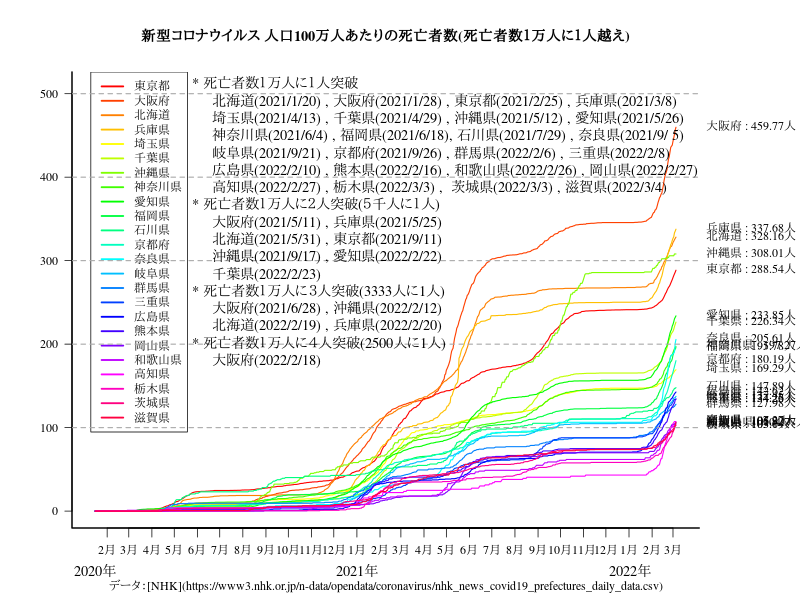 新型コロナウイルス 人口100万人あたりの死亡者数(死亡者数1万人に1人越え)
500
400
300
200
100
0
東京都
大阪府
北海道
兵庫県
埼玉県
千葉県
沖縄県
神奈川県
愛知県
福岡県
石川県
京都府
奈良県
岐阜県
群馬県
三重県
広島県
熊本県
岡山県
和歌山県
高知県
栃木県
茨城県
滋賀県
* 死亡者数1万人に1人突破
北海道(2021/1/20) , 大阪府(2021/1/28) , 東京都(2021/2/25) , 兵庫県(2021/3/8)
埼玉県(2021/4/13) , 千葉県(2021/4/29) , 沖縄県(2021/5/12) , 愛知県(2021/5/26)
神奈川県(2021/6/4) , 福岡県(2021/6/18), 石川県(2021/7/29) , 奈良県(2021/9/ 5)
岐阜県(2021/9/21) , 京都府(2021/9/26) , 群馬県(2022/2/6) , 三重県(2022/2/8)
広島県(2022/2/10) , 熊本県(2022/2/16) , 和歌山県(2022/2/26) , 岡山県(2022/2/27)
高知県(2022/2/27) , 栃木県(2022/3/3) , 茨城県(2022/3/3) , 滋賀県(2022/3/4)
* 死亡者数1万人に2人突破(5千人に1人)
大阪府(2021/5/11) , 兵庫県(2021/5/25)
北海道(2021/5/31) , 東京都(2021/9/11)
沖縄県(2021/9/17) , 愛知県(2022/2/22)
千葉県(2022/2/23)
* 死亡者数1万人に3人突破(3333人に1人)
大阪府(2021/6/28) , 沖縄県(2022/2/12)
北海道(2022/2/19) , 兵庫県(2022/2/20)
* 死亡者数1万人に4人突破(2500人に1人)
大阪府(2022/2/18)
大阪府 : 459.77人
兵庫県 : 337.68人
北海道 : 328.16人
沖縄県 : 308.01人
東京都 : 288.54人
愛知県 : 233.85人
千葉県 : 226.34人
奈良県 : 205.61人
京都府 : 180.19人
埼玉県 : 169.29人
石川県 : 147.89人
群馬県 : 127.98人
2月 3月 4月 5月 6月 7月 8月 9月 10月 11月 12月 1月 2月 3月 4月 5月 6月 7月 8月 9月 10月 11月 12月 1月 2月 3月
2020年 2021年 2022年
データ：[NHK](https://www3.nhk.or.jp/n-data/opendata/coronavirus/nhk_news_covid19_prefectures_daily_data.csv)